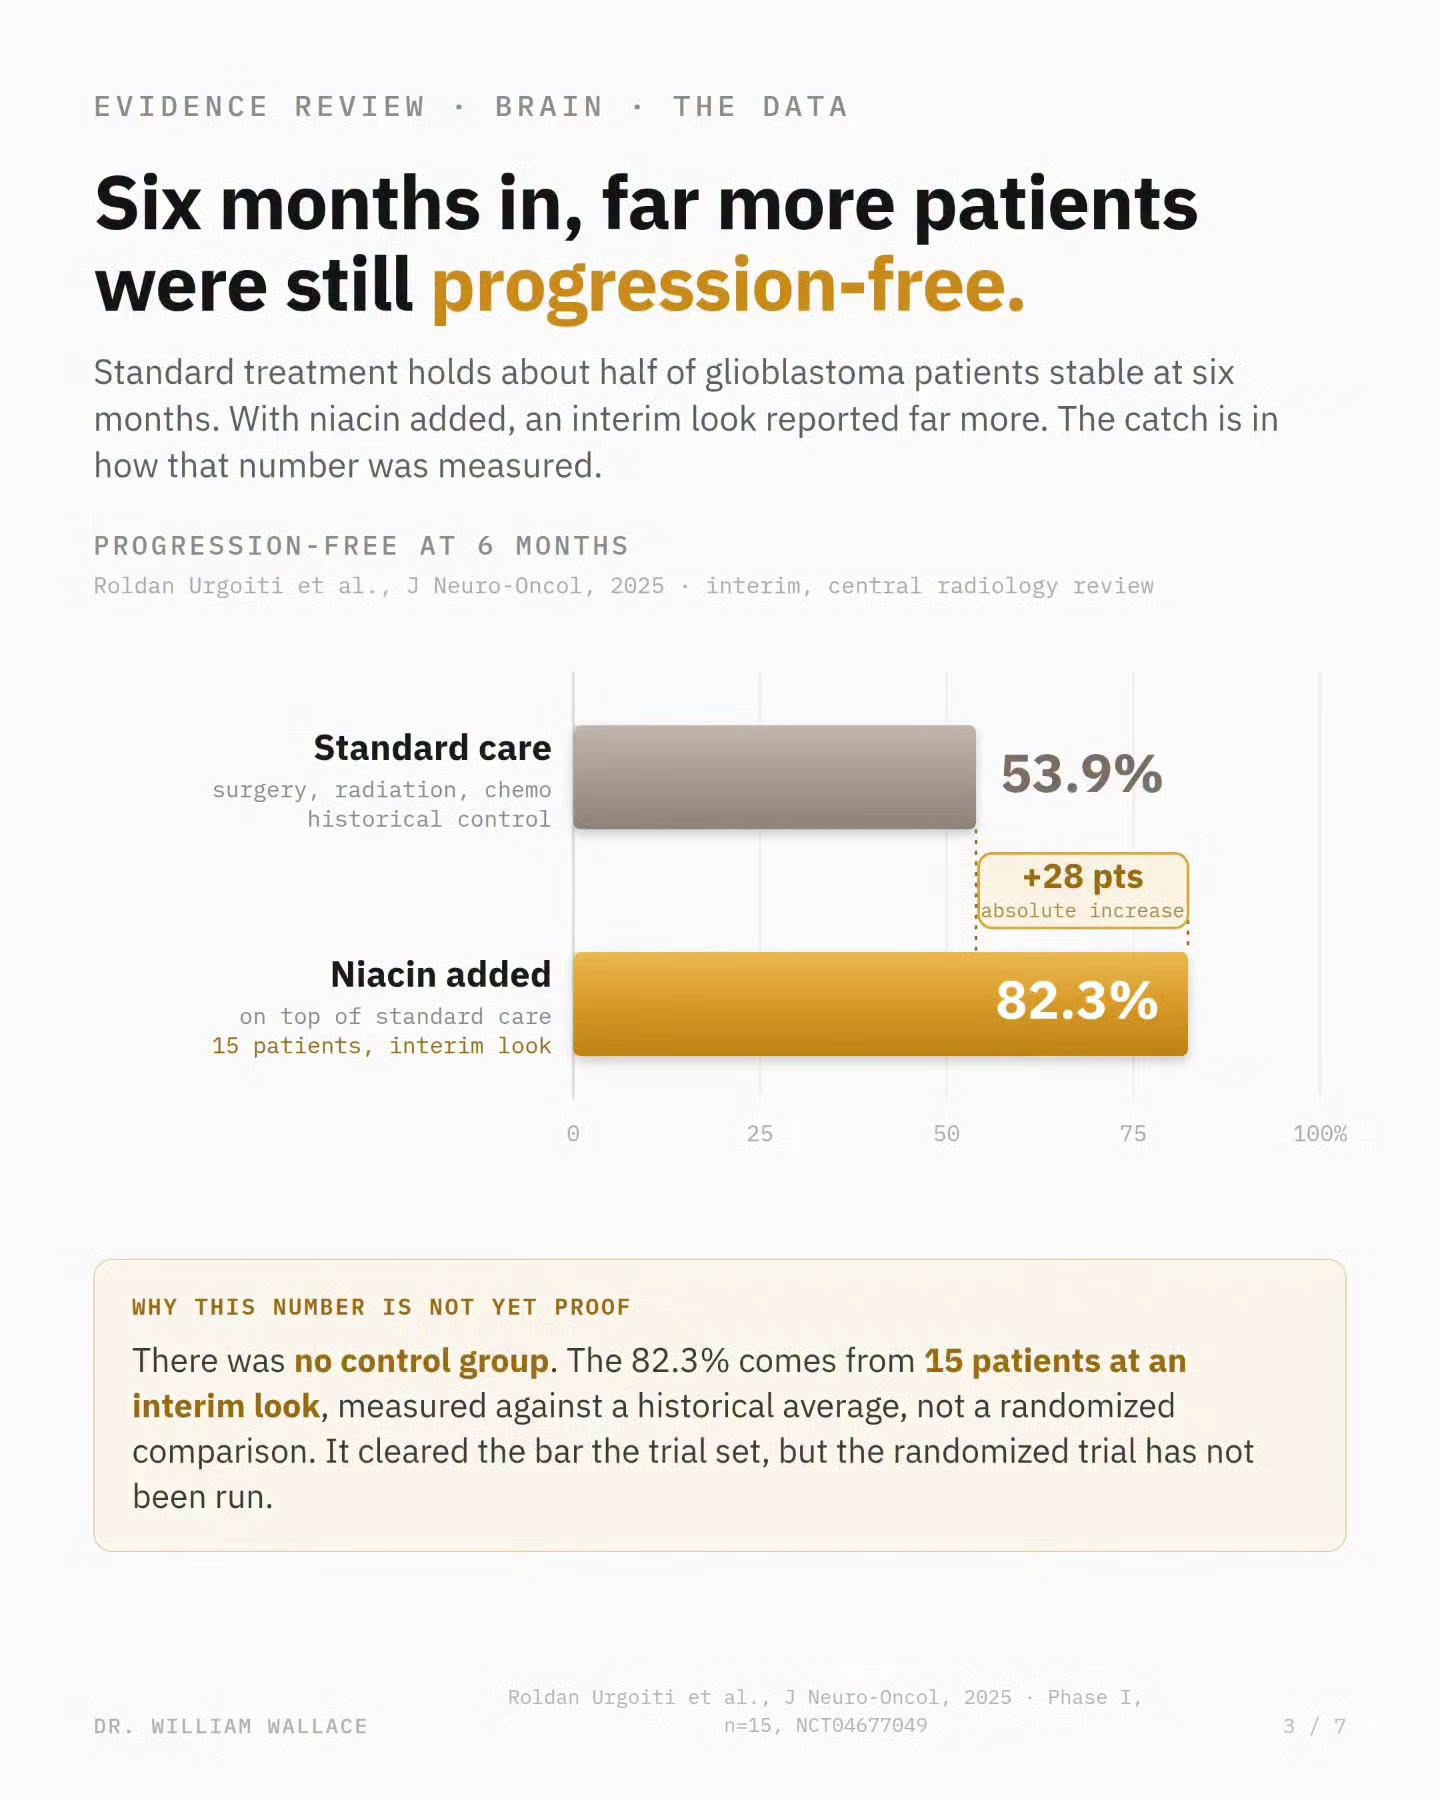 EVIDENCE REVIEW · BRAIN · THE DATA
Six months in, far more patients
were still progression-free.
Standard treatment holds about half of glioblastoma patients stable at six
months. With niacin added, an interim look reported far more. The catch is in
how that number was measured.
PROGRESSION-FREE AT 6 MONTHS
Roldan Urgoiti et al., J Neuro-Oncol, 2025 · interim, central radiology review
Standard care
surgery, radiation, chemo
historical control
53.9%
+28 pts
absolute increase
Niacin added
on top of standard care
15 patients, interim look
82.3%
0 25 50 75 100%
WHY THIS NUMBER IS NOT YET PROOF
There was no control group. The 82.3% comes from 15 patients at an
interim look, measured against a historical average, not a randomized
comparison. It cleared the bar the trial set, but the randomized trial has not
been run.
DR. WILLIAM WALLACE
Roldan Urgoiti et al., J Neuro-Oncol, 2025 · Phase I,
n=15, NCT04677049
3 / 7